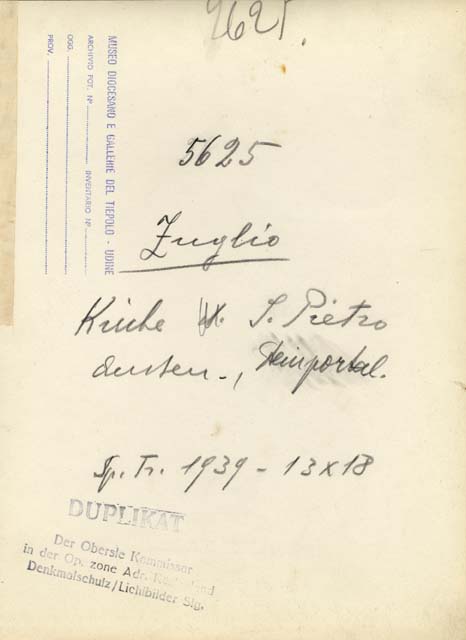 2625.
MUSEO DIOCESANO E GALLERIE DEL TIEPOLO - UDINE
ARCHIVIO FOT. N° INVENTARIO N°
OGG.
PROV.
5625
Zuglio
Kirche S. Pietro
aussen -, Steinportal.
Sp. Tr. 1939 - 13x18
DUPLIKAT
Der Oberste Kommissar
in der Op. zone Adr.
Denkmalschutz/Lichtbilder Slg.